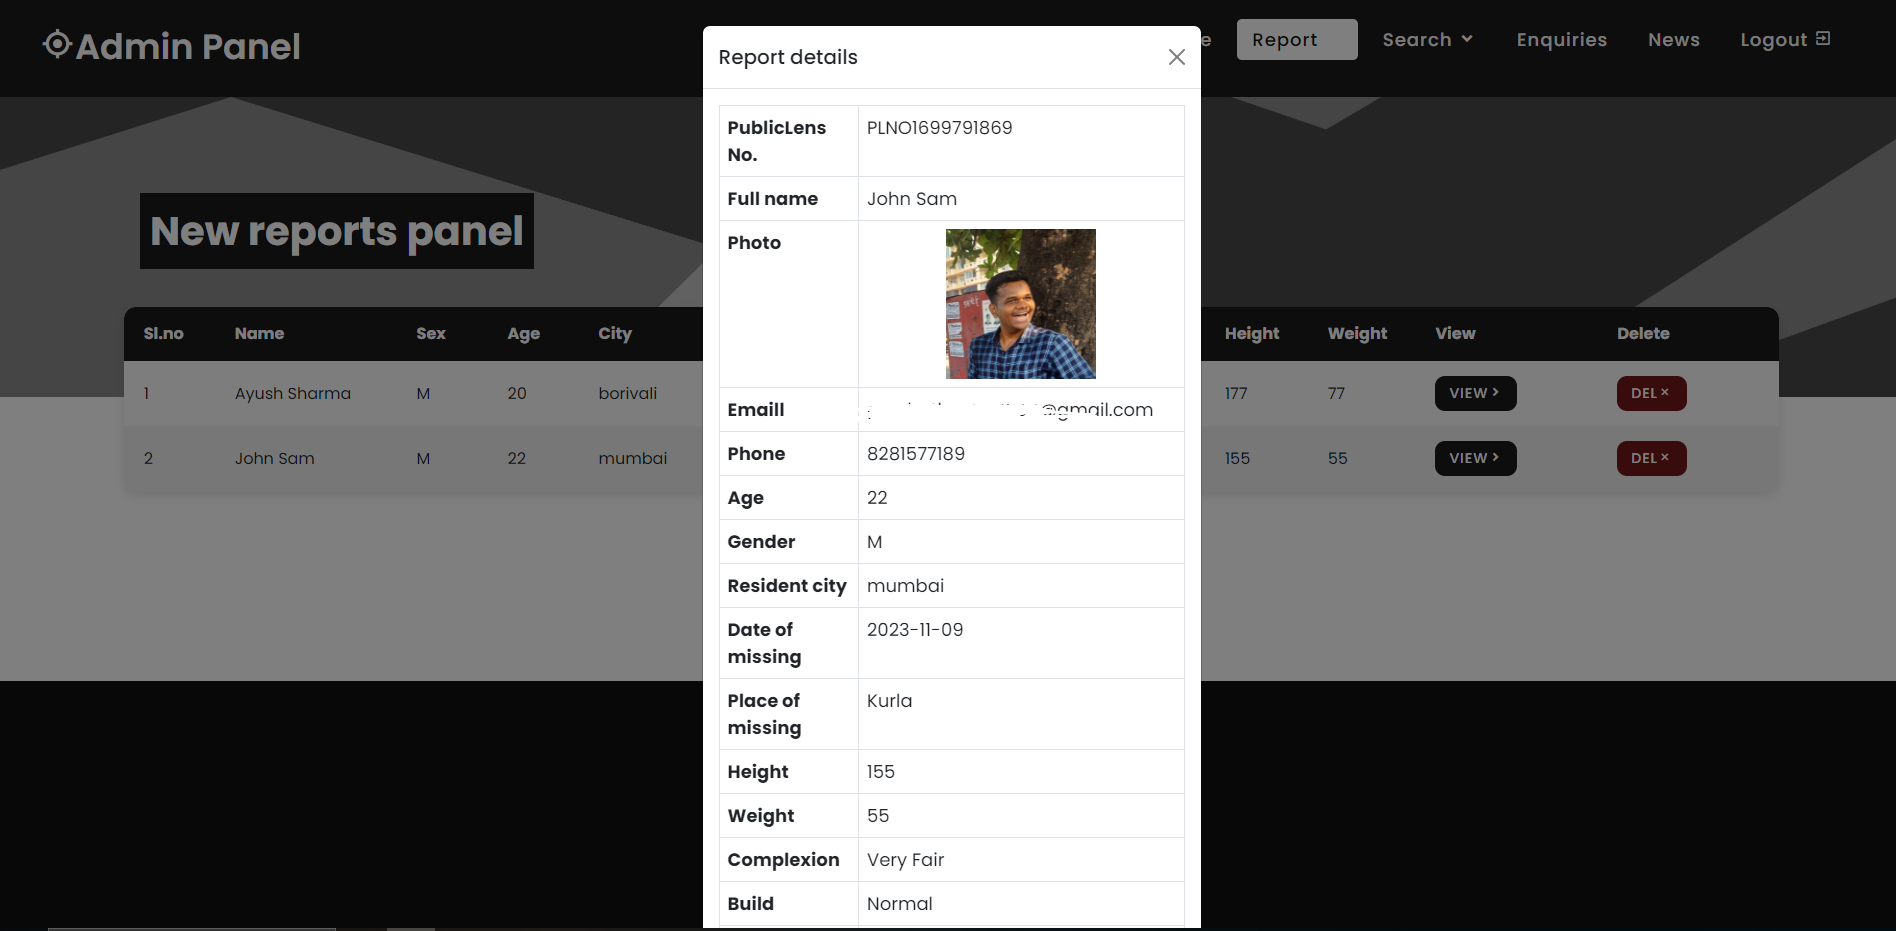 Admin Panel
e
Report
Search
Enquiries
News
Logout
Report details
PublicLens No.
PLNO1699791869
Full name
John Sam
Photo
Emaill
@gmail.com
Phone
8281577189
Age
22
Gender
M
Resident city
mumbai
Date of missing
2023-11-09
Place of missing
Kurla
Height
155
Weight
55
Complexion
Very Fair
Build
Normal
New reports panel
Sl.no Name Sex Age City Height Weight View Delete
1 Ayush Sharma M 20 borivali 177 77 VIEW DEL ×
2 John Sam M 22 mumbai 155 55 VIEW DEL ×